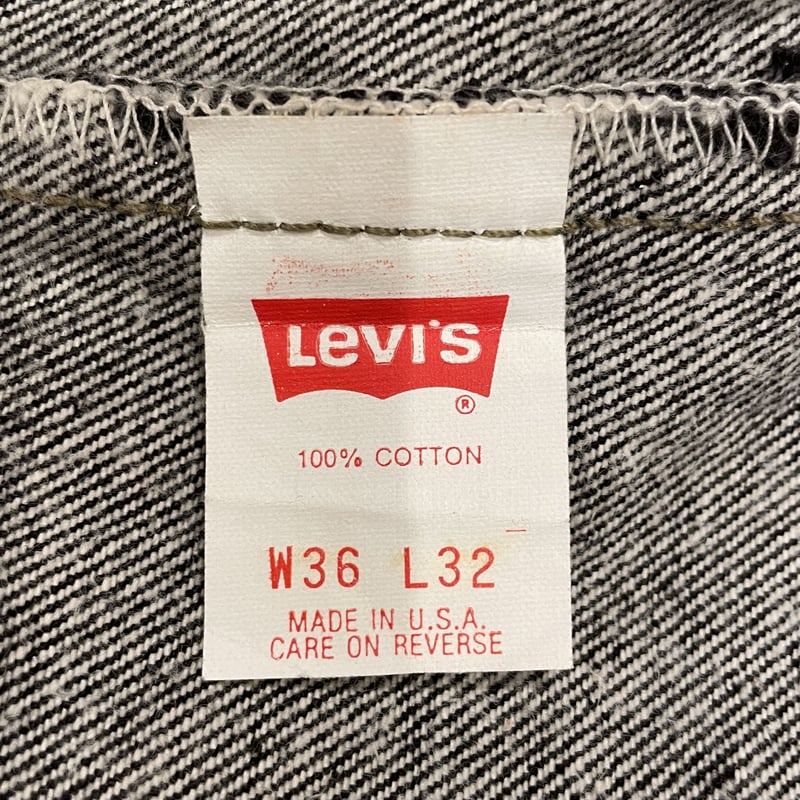 Levi's
®
100% COTTON
W36 L32
MADE IN U.S.A.
CARE ON REVERSE